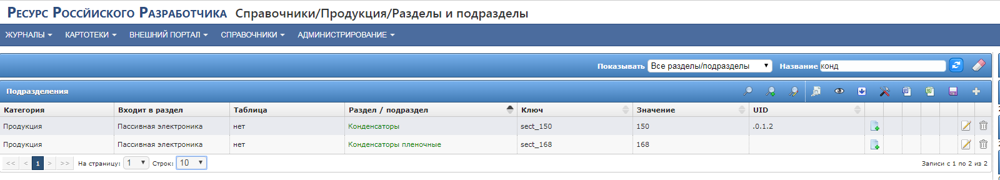 Ресурс Россйиского Разработчика Справочники/Продукция/Разделы и подразделы
ЖУРНАЛЫ КАРТОТЕКИ ВНЕШНИЙ ПОРТАЛ СПРАВОЧНИКИ АДМИНИСТРИРОВАНИЕ
Показывать Все разделы/подразделы Название конд
Подразделения
Категория Входит в раздел Таблица Раздел / подраздел Ключ Значение UID
Продукция Пассивная электроника нет Конденсаторы sect_150 150 .0.1.2
Продукция Пассивная электроника нет Конденсаторы пленочные sect_168 168
<< < 1 > >> На страницу: 1 Строк: 10 Записи с 1 по 2 из 2